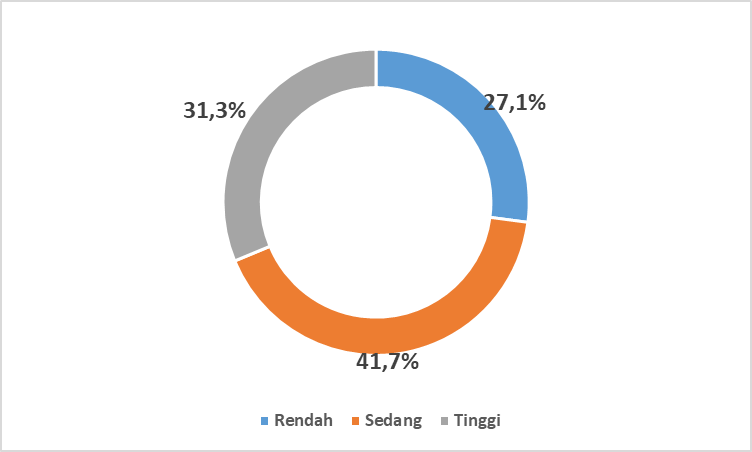 27,1%
31,3%
41,7%
Rendah Sedang Tinggi